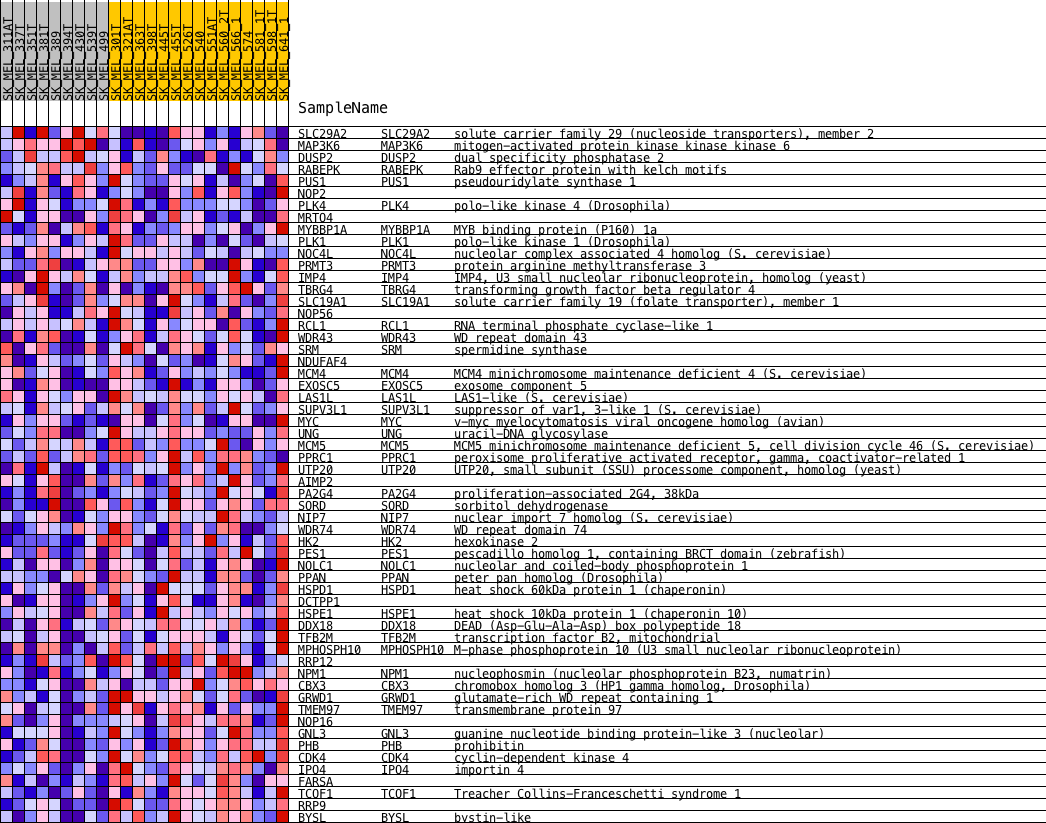 SK_MEL_311AT
SK_MEL_337T
SK_MEL_351T
SK_MEL_381T
SK_MEL_389
SK_MEL_394T
SK_MEL_430T
SK_MEL_539T
SK_MEL_499
SK_MEL_301T
SK_MEL_321AT
SK_MEL_363T
SK_MEL_398T
SK_MEL_445T
SK_MEL_455T
SK_MEL_526T
SK_MEL_540
SK_MEL_551AT
SK_MEL_560_2T
SK_MEL_566_1
SK_MEL_574
SK_MEL_581_1T
SK_MEL_598_1T
SK_MEL_641_1
SampleName
SLC29A2 SLC29A2 solute carrier family 29 (nucleoside transporters), member 2
MAP3K6 MAP3K6 mitogen-activated protein kinase kinase kinase 6
DUSP2 DUSP2 dual specificity phosphatase 2
RABEPK RABEPK Rab9 effector protein with kelch motifs
PUS1 PUS1 pseudouridylate synthase 1
NOP2
PLK4 PLK4 polo-like kinase 4 (Drosophila)
MRTO4
MYBBP1A MYBBP1A MYB binding protein (P160) 1a
PLK1 PLK1 polo-like kinase 1 (Drosophila)
NOC4L NOC4L nucleolar complex associated 4 homolog (S. cerevisiae)
PRMT3 PRMT3 protein arginine methyltransferase 3
IMP4 IMP4 IMP4, U3 small nucleolar ribonucleoprotein, homolog (yeast)
TBRG4 TBRG4 transforming growth factor beta regulator 4
SLC19A1 SLC19A1 solute carrier family 19 (folate transporter), member 1
NOP56
RCL1 RCL1 RNA terminal phosphate cyclase-like 1
WDR43 WDR43 WD repeat domain 43
SRM SRM spermidine synthase
NDUFAF4
MCM4 MCM4 MCM4 minichromosome maintenance deficient 4 (S. cerevisiae)
EXOSC5 EXOSC5 exosome component 5
LAS1L LAS1L LAS1-like (S. cerevisiae)
SUPV3L1 SUPV3L1 suppressor of var1, 3-like 1 (S. cerevisiae)
MYC MYC v-myc myelocytomatosis viral oncogene homolog (avian)
UNG UNG uracil-DNA glycosylase
MCM5 MCM5 MCM5 minichromosome maintenance deficient 5, cell division cycle 46 (S. cerevisiae)
PPRC1 PPRC1 peroxisome proliferative activated receptor, gamma, coactivator-related 1
UTP20 UTP20 UTP20, small subunit (SSU) processome component, homolog (yeast)
AIMP2
PA2G4 PA2G4 proliferation-associated 2G4, 38kDa
SORD SORD sorbitol dehydrogenase
NIP7 NIP7 nuclear import 7 homolog (S. cerevisiae)
WDR74 WDR74 WD repeat domain 74
HK2 HK2 hexokinase 2
PES1 PES1 pescadillo homolog 1, containing BRCT domain (zebrafish)
NOLC1 NOLC1 nucleolar and coiled-body phosphoprotein 1
PPAN PPAN peter pan homolog (Drosophila)
HSPD1 HSPD1 heat shock 60kDa protein 1 (chaperonin)
DCTPP1
HSPE1 HSPE1 heat shock 10kDa protein 1 (chaperonin 10)
DDX18 DDX18 DEAD (Asp-Glu-Ala-Asp) box polypeptide 18
TFB2M TFB2M transcription factor B2, mitochondrial
MPHOSPH10 MPHOSPH10 M-phase phosphoprotein 10 (U3 small nucleolar ribonucleoprotein)
RRP12
NPM1 NPM1 nucleophosmin (nucleolar phosphoprotein B23, numatrin)
CBX3 CBX3 chromobox homolog 3 (HP1 gamma homolog, Drosophila)
GRWD1 GRWD1 glutamate-rich WD repeat containing 1
TMEM97 TMEM97 transmembrane protein 97
NOP16
GNL3 GNL3 guanine nucleotide binding protein-like 3 (nucleolar)
PHB PHB prohibitin
CDK4 CDK4 cyclin-dependent kinase 4
IPO4 IPO4 importin 4
FARSA
TCOF1 TCOF1 Treacher Collins-Franceschetti syndrome 1
RRP9
BYSL BYSL bystin-like